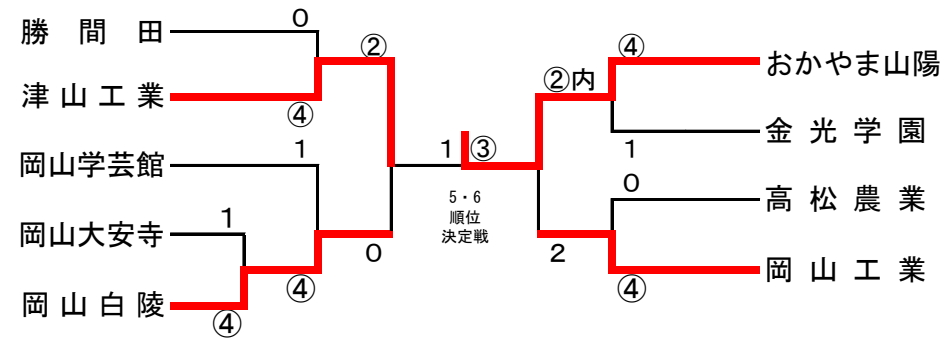 勝間田
0
②
津山工業
④
岡山学芸館
1
岡山大安寺
1
0
④
岡山白陵
④
1
③
5・6
順位
決定戦
②内
④
おかやま山陽
金光学園
1
0
高松農業
2
岡山工業
④